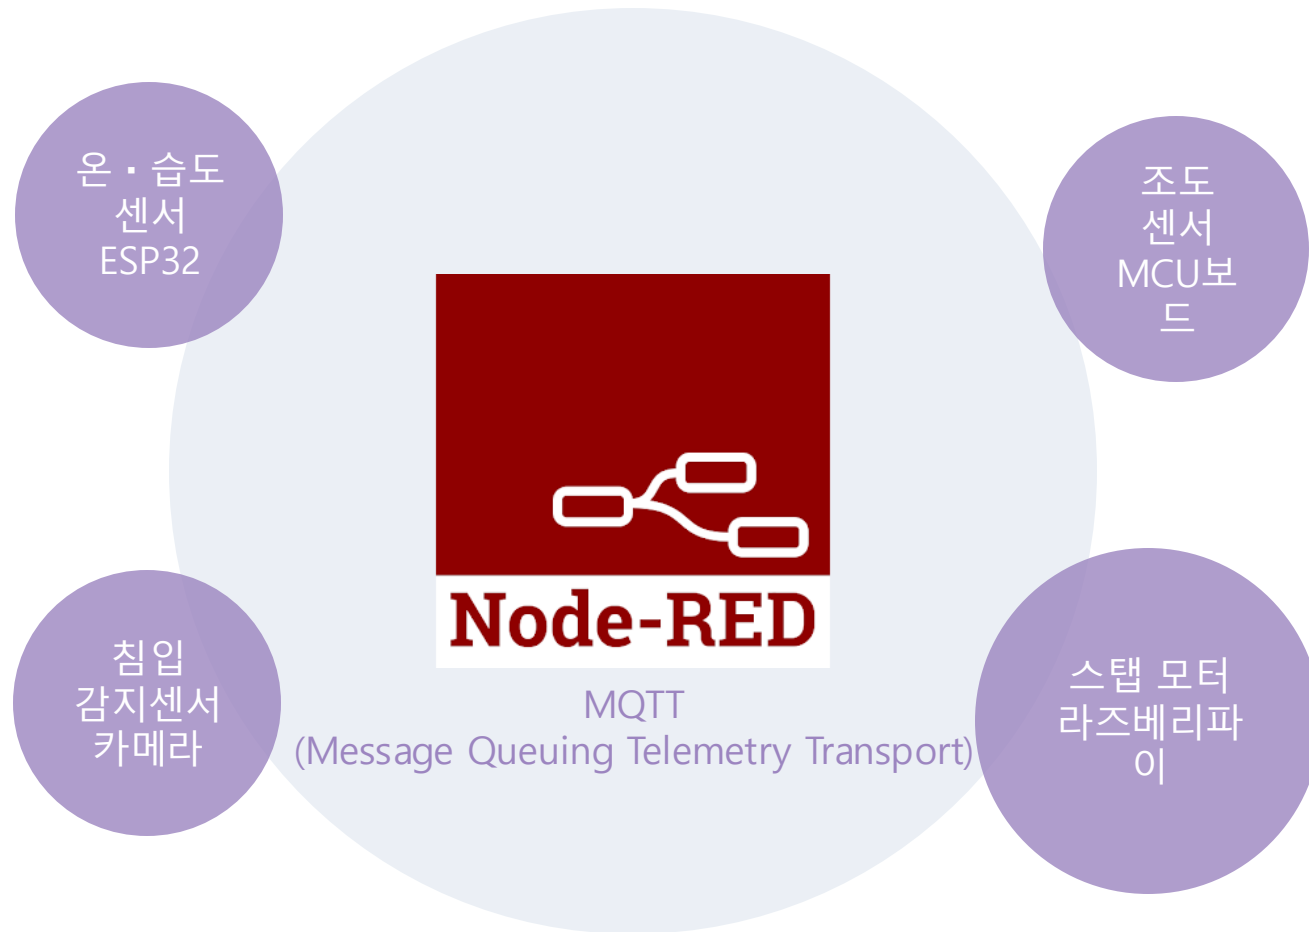 온·습도
센서
ESP32
조도
센서
MCU보
드
Node-RED
MQTT
(Message Queuing Telemetry Transport)
침입
감지센서
카메라
스탭 모터
라즈베리파
이